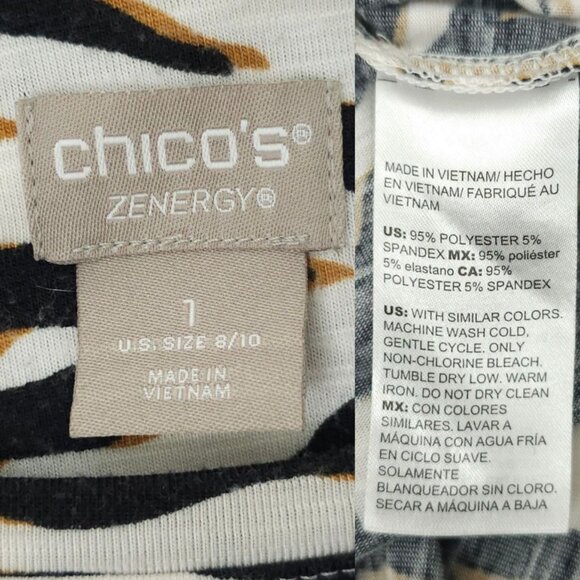 chico's®
ZENERGY®
1
U.S. SIZE 8/10
MADE IN
VIETNAM
MADE IN VIETNAM/ HECHO
EN VIETNAM/ FABRIQUÉ AU
VIETNAM
US: 95% POLYESTER 5%
SPANDEX MX: 95% poliéster
5% elastano CA: 95%
POLYESTER 5% SPANDEX
US: WITH SIMILAR COLORS.
MACHINE WASH COLD,
GENTLE CYCLE. ONLY
NON-CHLORINE BLEACH.
TUMBLE DRY LOW. WARM
IRON. DO NOT DRY CLEAN
MX: CON COLORES
SIMILARES. LAVAR A
MÁQUINA CON AGUA FRÍA
EN CICLO SUAVE.
SOLAMENTE
BLANQUEADOR SIN CLORO.
SECAR A MÁQUINA A BAJA